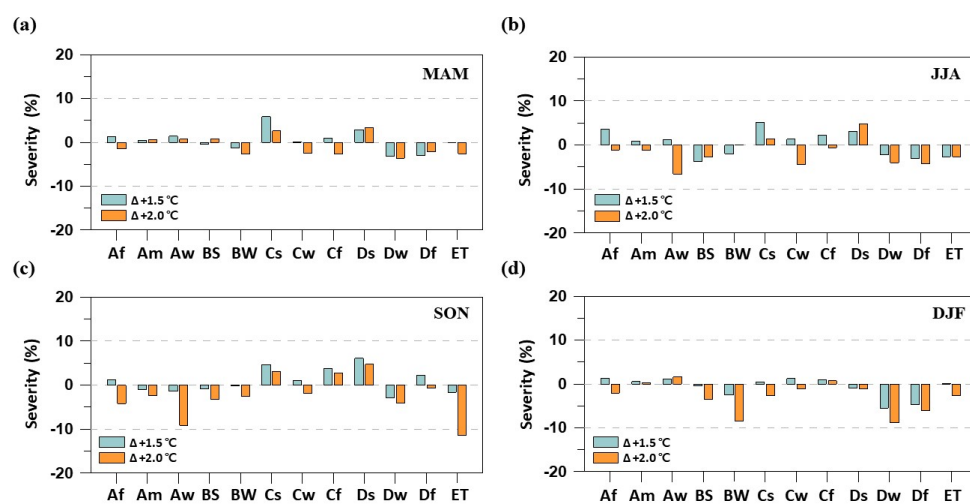 (a)
20
10
0
-10
-20
Severity (%)
MAM
Δ +1.5 ℃
Δ +2.0 ℃
Af Am Aw BS BW Cs Cw Cf Ds Dw Df ET
(b)
20
10
0
-10
-20
Severity (%)
JJA
Δ +1.5 ℃
Δ +2.0 ℃
Af Am Aw BS BW Cs Cw Cf Ds Dw Df ET
(c)
20
10
0
-10
-20
Severity (%)
SON
Δ +1.5 ℃
Δ +2.0 ℃
Af Am Aw BS BW Cs Cw Cf Ds Dw Df ET
(d)
20
10
0
-10
-20
Severity (%)
DJF
Δ +1.5 ℃
Δ +2.0 ℃
Af Am Aw BS BW Cs Cw Cf Ds Dw Df ET